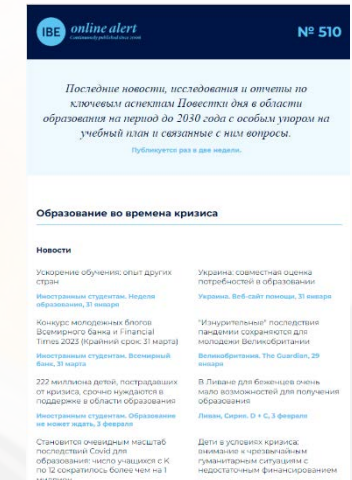 IBE online alert
Continuously published since 2006
№ 510
Последние новости, исследования и отчеты по
ключевым аспектам Повестки дня в области
образования на период до 2030 года с особым упором на
учебный план и связанные с ним вопросы.
Публикуется раз в две недели.
Образование во времена кризиса
Новости
Ускорение обучения: опыт других
стран
Иностранным студентам. Неделя
образования, 31 января
Конкурс молодежных блогов
Всемирного банка и Financial
Times 2023 (Крайний срок: 31 марта)
Иностранным студентам. Всемирный
банк, 31 марта
222 миллиона детей, пострадавших
от кризиса, срочно нуждаются в
поддержке в области образования
Иностранным студентам. Образование
не может ждать, 3 февраля
Становится очевидным масштаб
последствий Covid для
образования: число учащихся с K
по 12 сократилось более чем на 1
миллион
Украина: совместная оценка
потребностей в образовании
Украина. Веб-сайт помощи, 31 января
"Изнурительные" последствия
пандемии сохраняются для
молодежи Великобритании
Великобритания. The Guardian, 29
января
В Ливане для беженцев очень
мало возможностей для получения
образования
Ливан, Сирия. D + C, 3 февраля
Дети в условиях кризиса:
внимание к чрезвычайным
гуманитарным ситуациям с
недостаточным финансированием